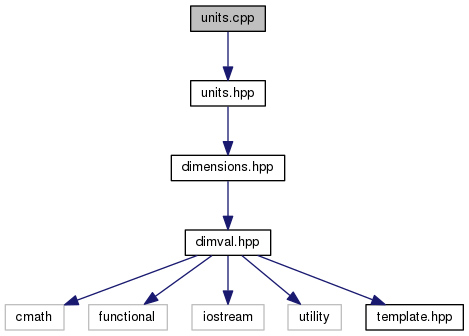 units.cpp
units.hpp
dimensions.hpp
dimval.hpp
cmath
functional
iostream
utility
template.hpp